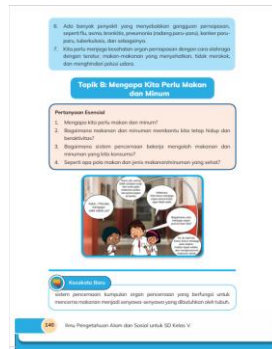 6. Ada banyak penyakit yang menyebabkan gangguan pernapasan,
seperti flu, asma, bronkitis, pneumonia (radang paru-paru), kanker paru-
paru, tuberkulosis, dan sebagainya.
7. Kita perlu menjaga kesehatan organ pernapasan dengan cara olahraga
dengan teratur, makan-makanan yang menyehatkan, tidak merokok,
dan menghindari polusi udara.
Topik B: Mengapa Kita Perlu Makan
dan Minum
Pertanyaan Esensial
1. Mengapa kita perlu makan dan minum?
2. Bagaimana makanan dan minuman membantu kita tetap hidup dan
beraktivitas?
3. Bagaimana sistem pencernaan bekerja mengolah makanan dan
minuman yang kita konsumsi?
4. Seperti apa pola makan dan jenis makanan/minuman yang sehat?
Kosakata Baru
sistem pencernaan: kumpulan organ pencernaan yang berfungsi untuk
mencerna makanan menjadi senyawa-senyawa yang dibutuhkan oleh tubuh.
140 Ilmu Pengetahuan Alam dan Sosial untuk SD Kelas V